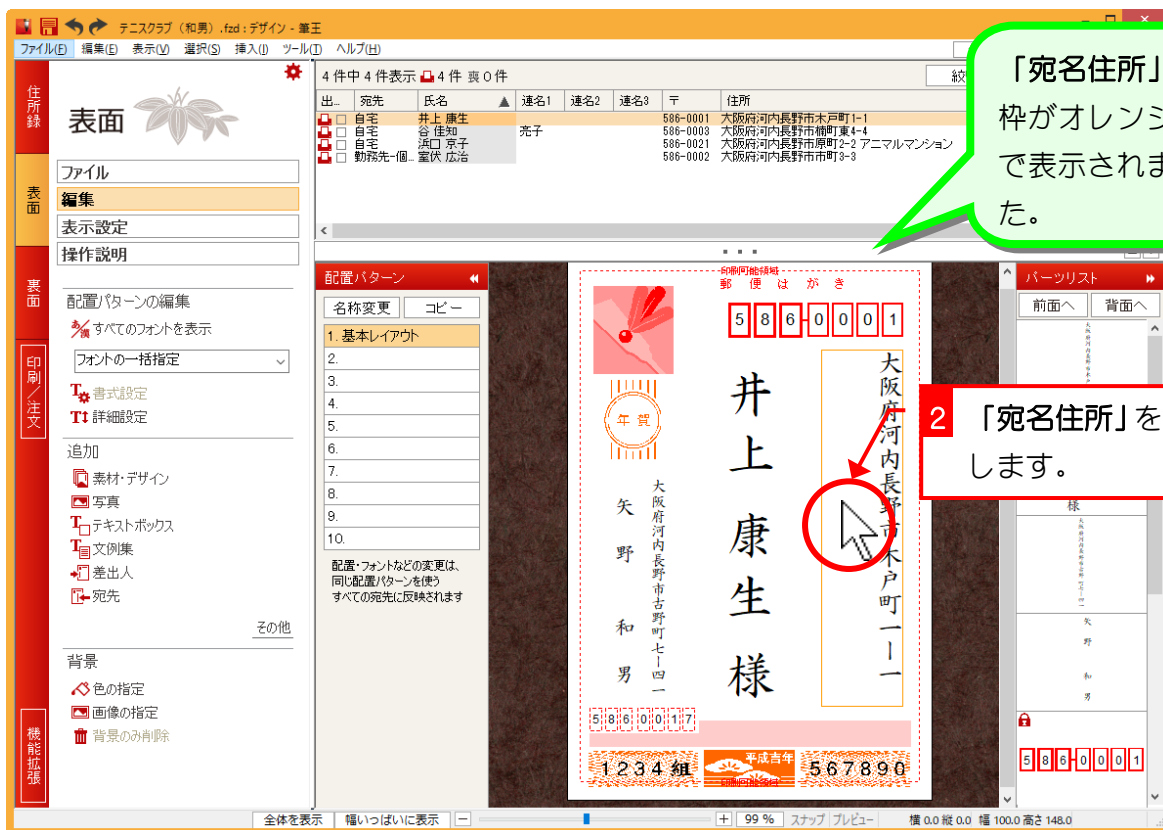 テニスクラブ（和男）.fzd : デザイン - 筆王
ファイル(F) 編集(E) 表示(V) 選択(S) 挿入(I) ツール(T) ヘルプ(H)
住所録
表面
裏面
印刷／注文
機能拡張
表面
ファイル
編集
表示設定
操作説明
配置パターンの編集
すべてのフォントを表示
フォントの一括指定
書式設定
詳細設定
追加
素材・デザイン
写真
テキストボックス
文例集
差出人
宛先
その他
背景
色の指定
画像の指定
背景のみ削除
4 件中 4 件表示 4 件 喪 0 件
出... 宛先 氏名 連名1 連名2 連名3 〒 住所
自宅 井上 康生 586-0001 大阪府河内長野市木戸町1-1
自宅 谷 佳知 亮子 586-0003 大阪府河内長野市楠町東4-4
自宅 浜口 京子 586-0021 大阪府河内長野市原町2-2 アニマルマンション
勤務先-個... 室伏 広治 586-0002 大阪府河内長野市市町3-3
「宛名住所」
枠がオレンジ
で表示されま
た。
配置パターン
名称変更 コピー
1. 基本レイアウト
2.
3.
4.
5.
6.
7.
8.
9.
10.
配置・フォントなどの変更は、
同じ配置パターンを使う
すべての宛先に反映されます
印刷可能領域
郵便はがき
586-0001
大阪府河内長野市木戸町一ー一
井上 康生 様
年賀
大阪府河内長野市古野町七ー四一
矢野 和男
5860017
1234組
平成吉年
567890
印刷可能領域
2 「宛名住所」を
します。
パーツリスト
前面へ 背面へ
様
矢野 和男
586-0001
全体を表示 幅いっぱいに表示 99 % スナップ プレビュー 横 0.0 縦 0.0 幅 100.0 高さ 148.0